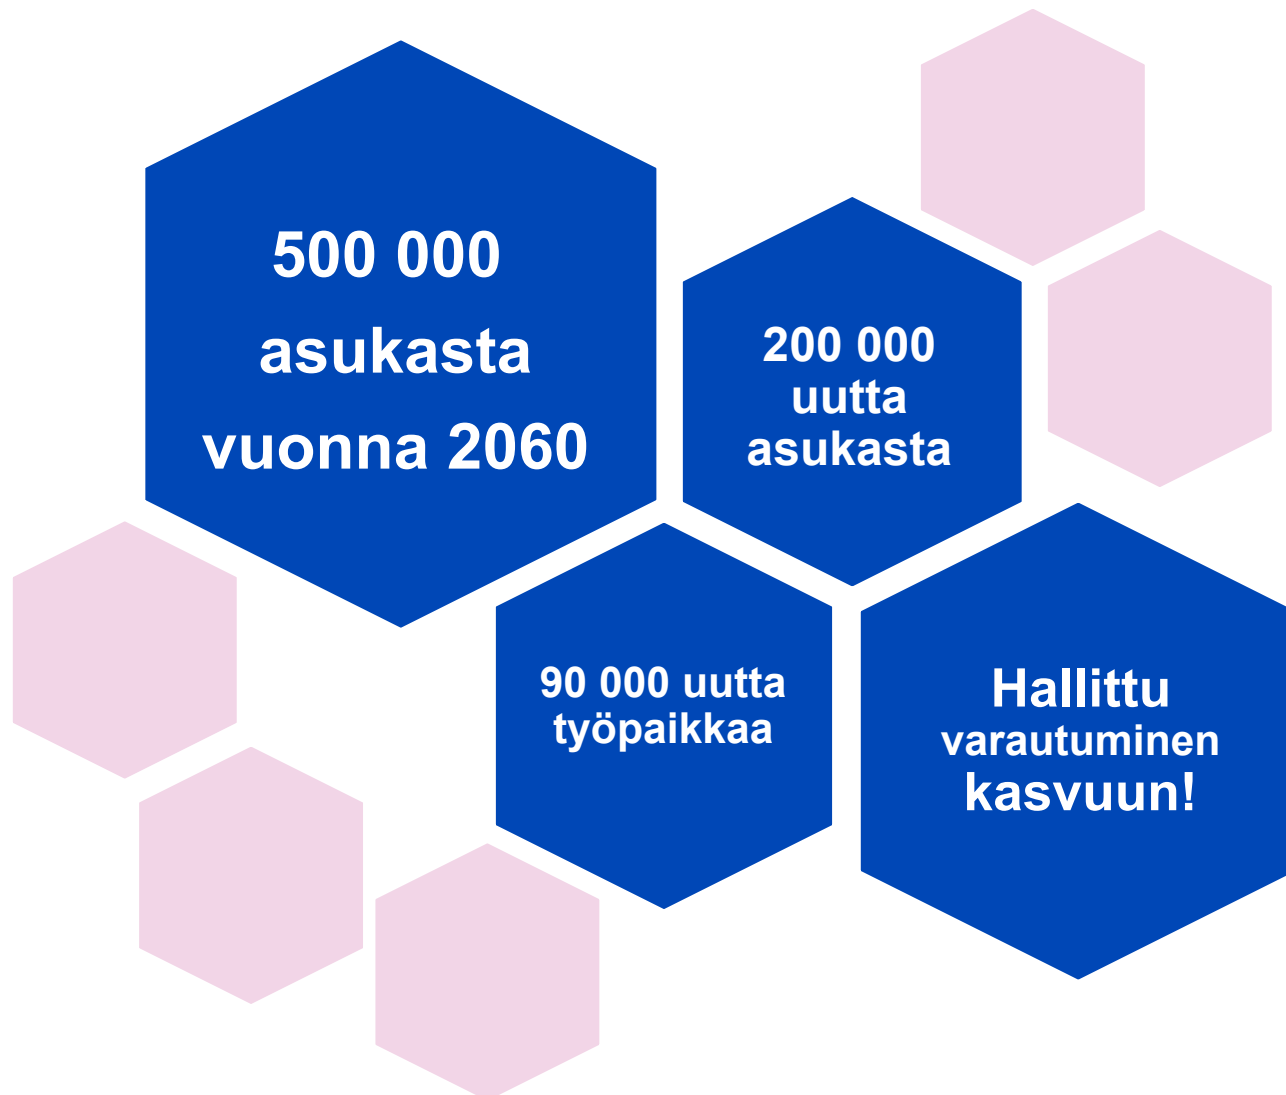 500 000
asukasta
vuonna 2060
200 000
uutta
asukasta
90 000 uutta
työpaikkaa
Hallittu
varautuminen
kasvuun!